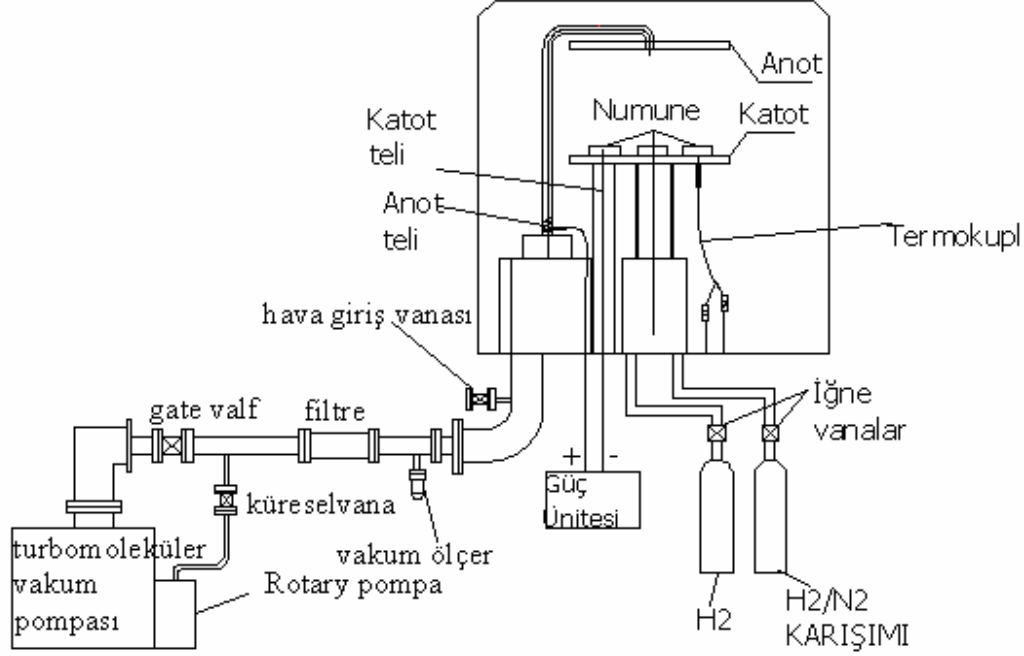 Anot
Numune
Katot
Katot
teli
Anot
teli
Termokupl
hava giriş vanası
gate valf
filtre
İğne
vanalar
+ -
Güç
Ünitesi
küreselvana
turbomoleküler
vakum
pompası
vakum ölçer
Rotary pompa
H2
H2/N2
KARIŞIMI